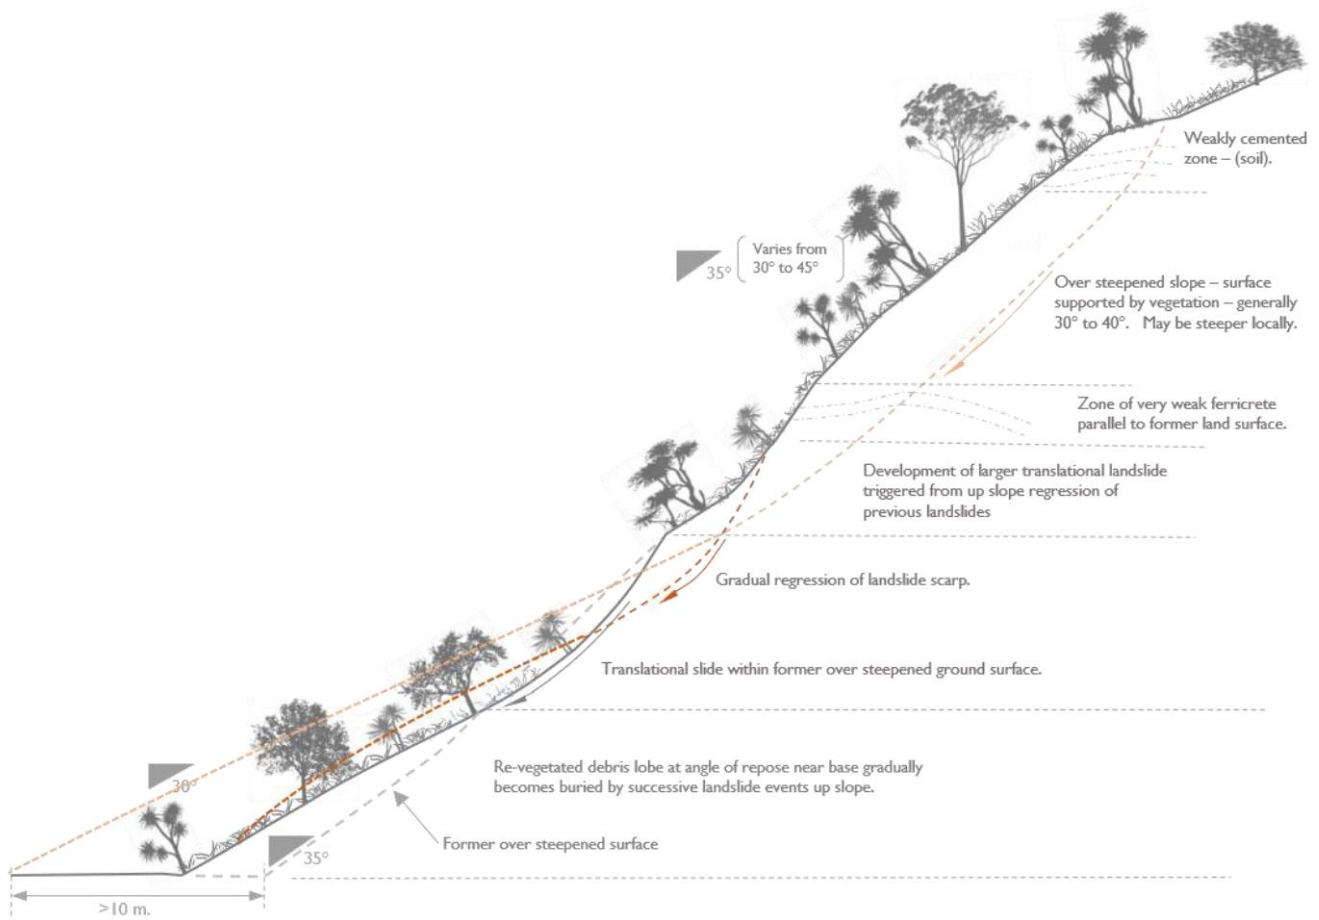 Weakly cemented
zone – (soil).
35°
Varies from
30° to 45°
Over steepened slope – surface
supported by vegetation – generally
30° to 40°. May be steeper locally.
Zone of very weak ferricrete
parallel to former land surface.
Development of larger translational landslide
triggered from up slope regression of
previous landslides
Gradual regression of landslide scarp.
Translational slide within former over steepened ground surface.
Re-vegetated debris lobe at angle of repose near base gradually
becomes buried by successive landslide events up slope.
30°
Former over steepened surface
35°
>10 m.